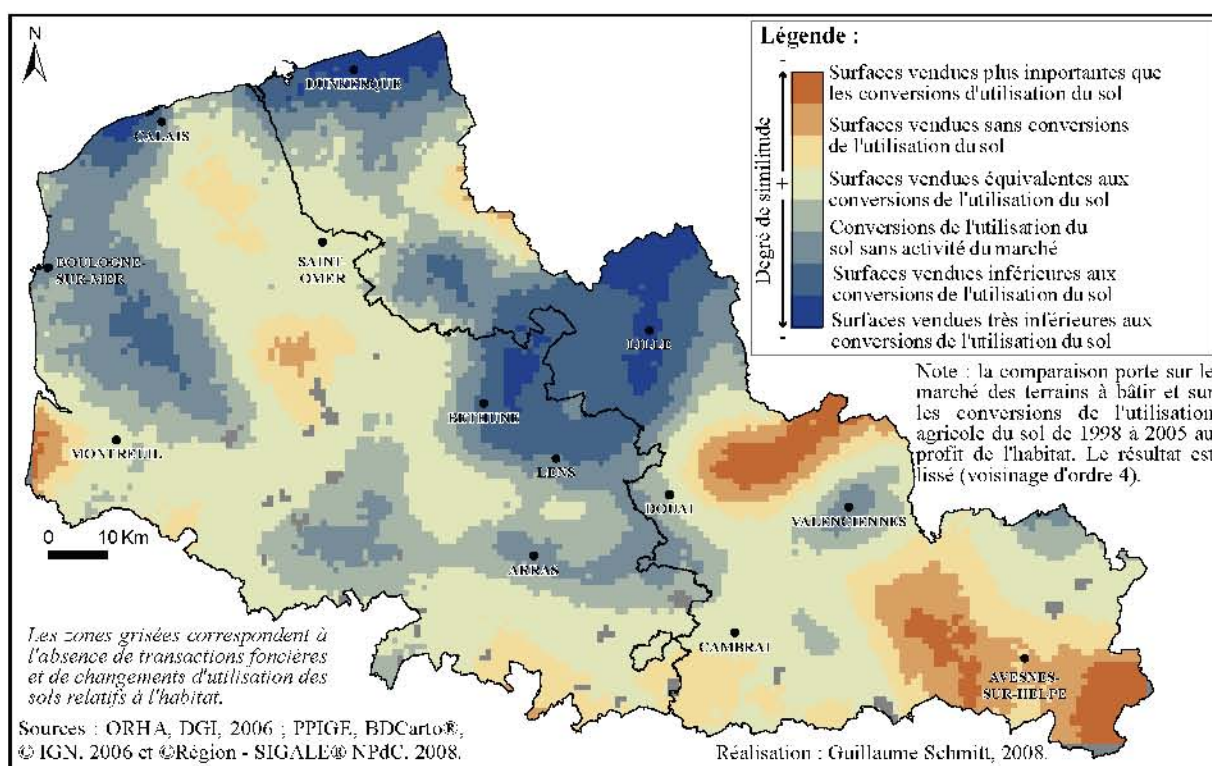 N
DUNKERQUE
CALAIS
BOULOGNE-
SUR-MER
SAINT
OMER
LILLE
BETHUNE
MONTREUIL
LENS
DOUAI
VALENCIENNES
ARRAS
CAMBRAI
AVESNES-
SUR-HELPE
0 10 Km
Légende :
Degré de similitude
-
+
-
Surfaces vendues plus importantes que
les conversions d'utilisation du sol
Surfaces vendues sans conversions
de l'utilisation du sol
Surfaces vendues équivalentes aux
conversions de l'utilisation du sol
Conversions de l'utilisation du
sol sans activité du marché
Surfaces vendues inférieures aux
conversions de l'utilisation du sol
Surfaces vendues très inférieures aux
conversions de l'utilisation du sol
Note : la comparaison porte sur le
marché des terrains à bâtir et sur
les conversions de l'utilisation
agricole du sol de 1998 à 2005 au
profit de l'habitat. Le résultat est
lissé (voisinage d'ordre 4).
Les zones grisées correspondent à
l'absence de transactions foncières
et de changements d'utilisation des
sols relatifs à l'habitat.
Sources : ORHA, DGI, 2006 ; PPIGE, BDCarto®,
© IGN. 2006 et ©Région - SIGALE® NPdC. 2008.
Réalisation : Guillaume Schmitt, 2008.